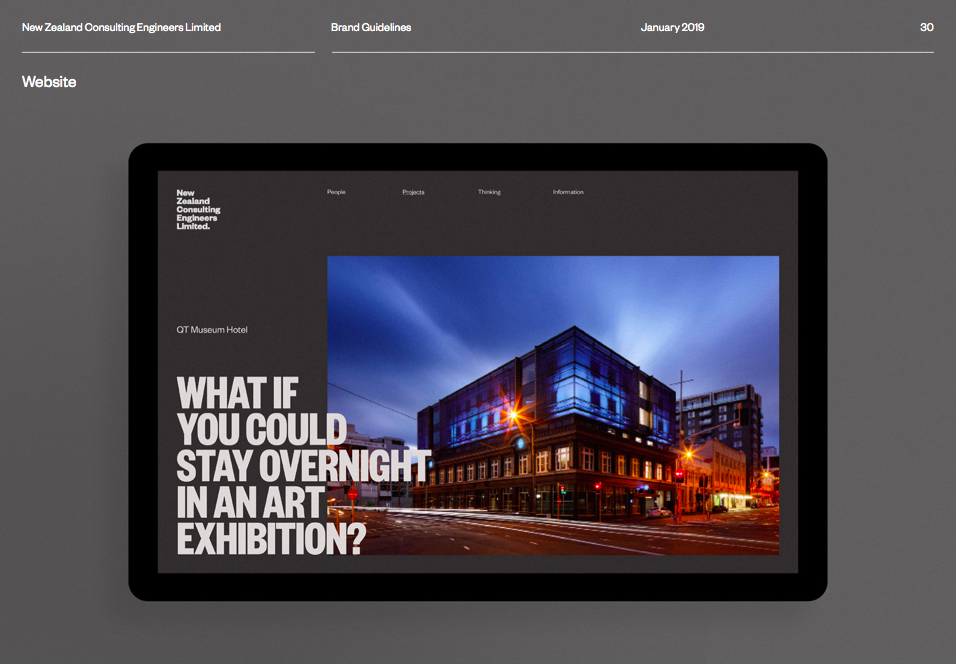 New Zealand Consulting Engineers Limited
Brand Guidelines
January 2019
30
Website
New
Zealand
Consulting
Engineers
Limited.
People
Projects
Thinking
Information
QT Museum Hotel
WHAT IF
YOU COULD
STAY OVERNIGHT
IN AN ART
EXHIBITION?